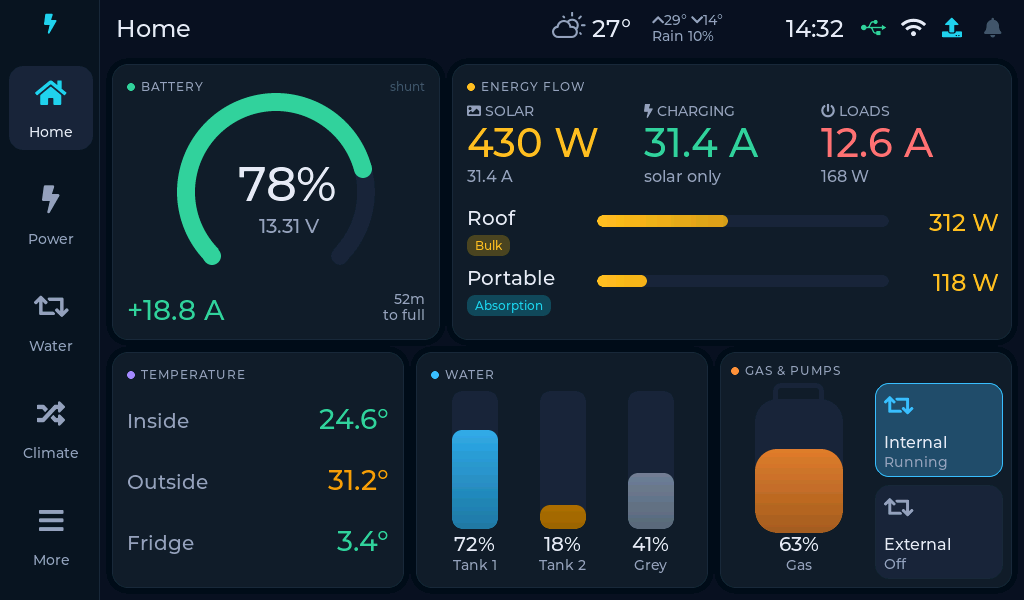 Home
27°
29° 14°
Rain 10%
14:32
Home
Power
Water
Climate
More
BATTERY
shunt
78%
13.31 V
+18.8 A
52m
to full
ENERGY FLOW
SOLAR
430 W
31.4 A
CHARGING
31.4 A
solar only
LOADS
12.6 A
168 W
Roof
Bulk
312 W
Portable
Absorption
118 W
TEMPERATURE
Inside 24.6°
Outside 31.2°
Fridge 3.4°
WATER
72% 18% 41%
Tank 1 Tank 2 Grey
GAS & PUMPS
63%
Gas
Internal
Running
External
Off